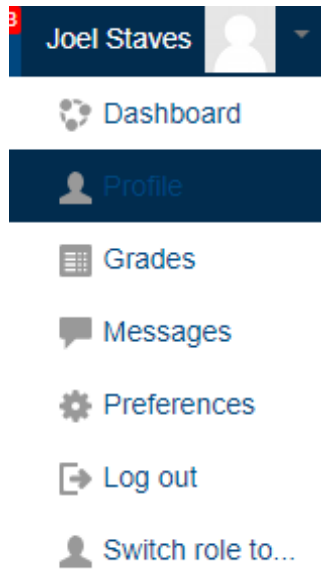 Joel Staves
Dashboard
Profile
Grades
Messages
Preferences
Log out
Switch role to...